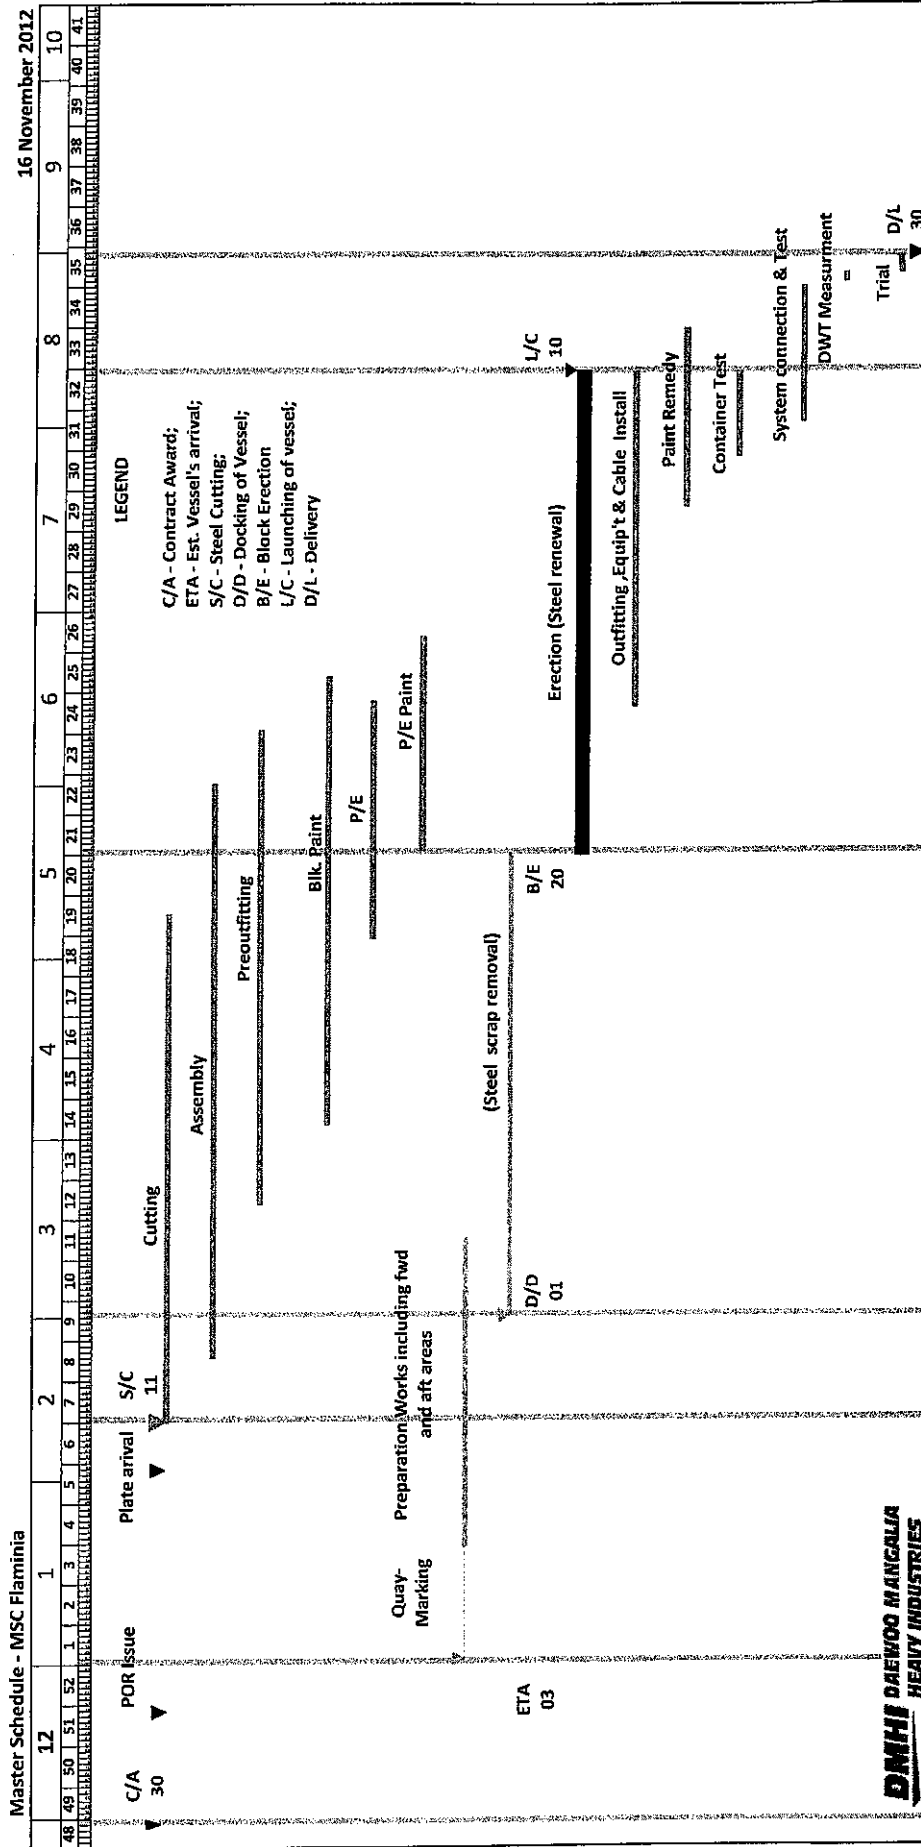 Master Schedule - MSC Flaminia
16 November 2012
12 1 2 3 4 5 6 7 8 9 10
48 49 50 51 52 1 2 3 4 5 6 7 8 9 10 11 12 13 14 15 16 17 18 19 20 21 22 23 24 25 26 27 28 29 30 31 32 33 34 35 36 37 38 39 40 41
C/A
30
POR Issue
Plate arival
S/C
11
Cutting
Assembly
Preoutfitting
Blk. Paint
P/E
P/E Paint
LEGEND
C/A - Contract Award;
ETA - Est. Vessel's arrival;
S/C - Steel Cutting;
D/D - Docking of Vessel;
B/E - Block Erection
L/C - Launching of vessel;
D/L - Delivery
Quay-
Marking
Preparation Works including fwd
and aft areas
ETA
03
D/D
01
(Steel scrap removal)
B/E
20
Erection (Steel renewal)
L/C
10
Outfitting ,Equip't & Cable Install
Paint Remedy
Container Test
System connection & Test
DWT Measurment
Trial
D/L
30
DMHI DAEWOO MANGALIA
HEAVY INDUSTRIES